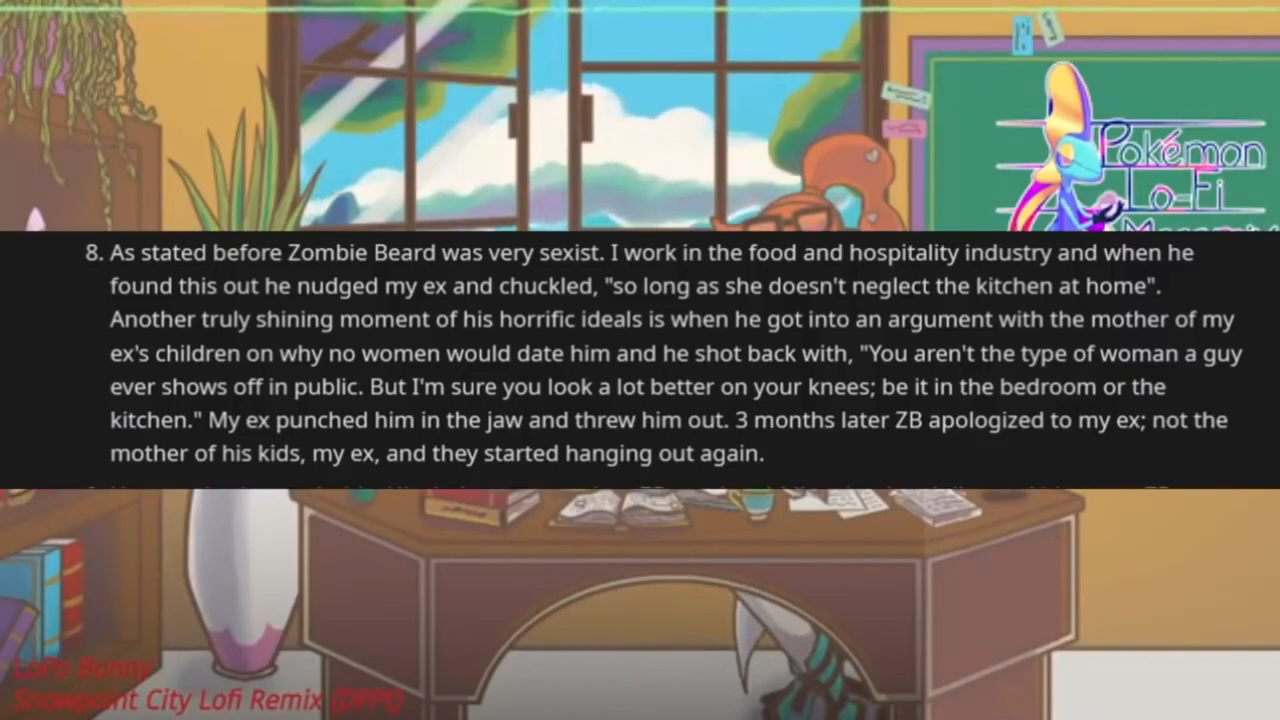 Pokémon
Lo-Fi
8. As stated before Zombie Beard was very sexist. I work in the food and hospitality industry and when he
found this out he nudged my ex and chuckled, "so long as she doesn't neglect the kitchen at home".
Another truly shining moment of his horrific ideals is when he got into an argument with the mother of my
ex's children on why no women would date him and he shot back with, "You aren't the type of woman a guy
ever shows off in public. But I'm sure you look a lot better on your knees; be it in the bedroom or the
kitchen." My ex punched him in the jaw and threw him out. 3 months later ZB apologized to my ex; not the
mother of his kids, my ex, and they started hanging out again.
LoPo Bunny
Snowpoint City Lofi Remix (DPPt)